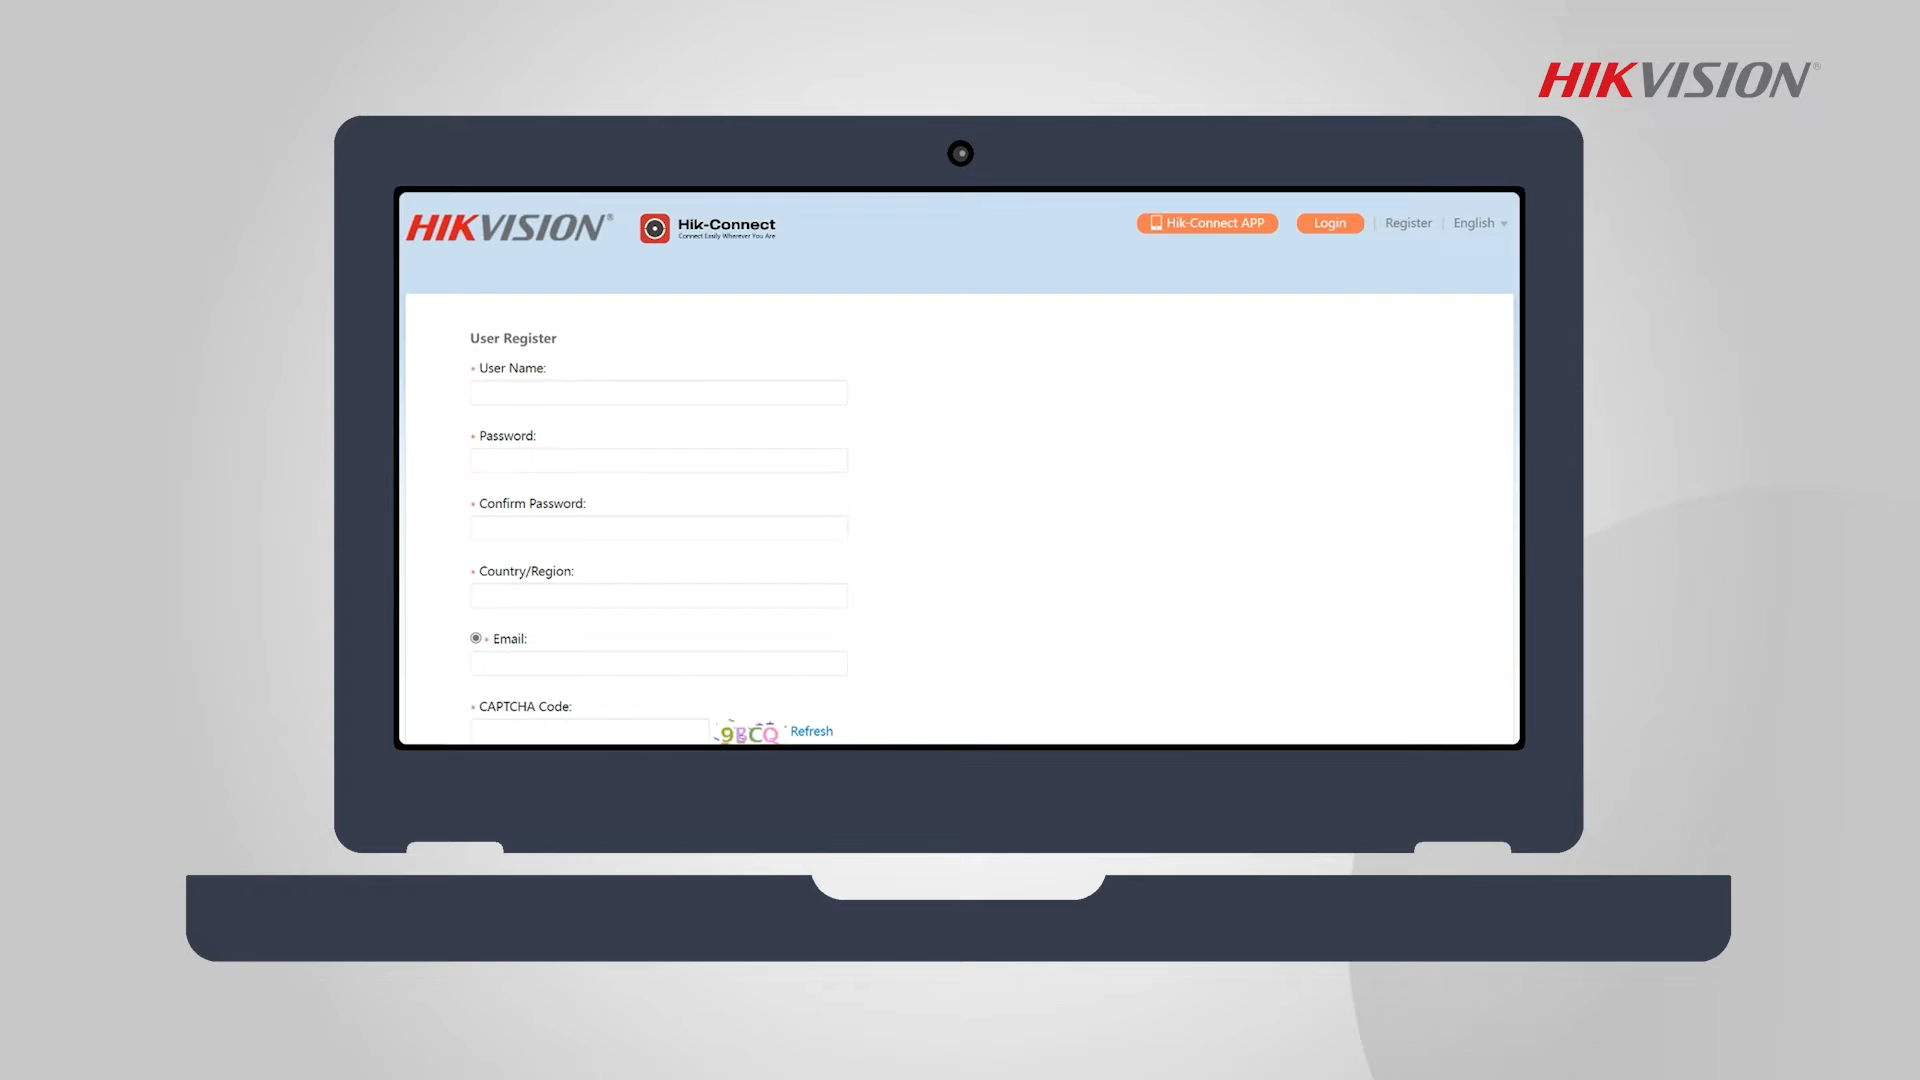 HIKVISION®
HIKVISION®
Hik-Connect
Connect Easily Wherever You Are
Hik-Connect APP
Login
Register
English
User Register
* User Name:
* Password:
* Confirm Password:
* Country/Region:
* Email:
* CAPTCHA Code:
9BCQ
Refresh